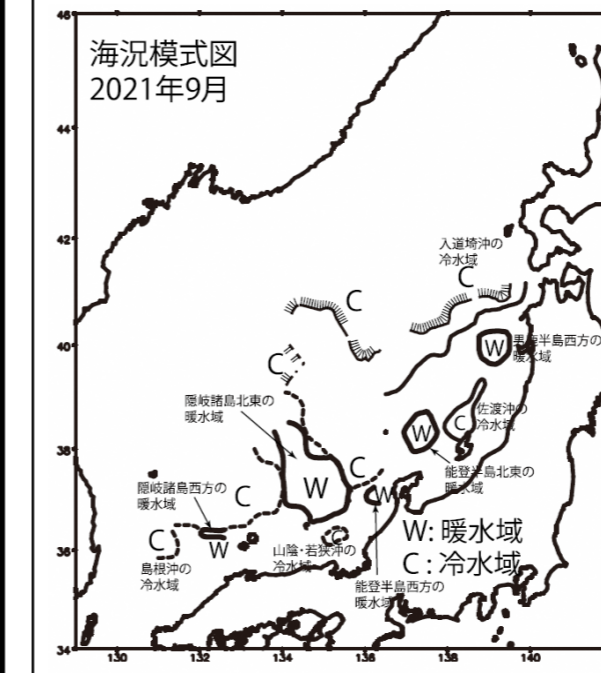 海況模式図
2021年9月
46
44
42
40
38
36
34
130
132
134
136
138
140
入道埼沖の
冷水域
C
C
男鹿半島西方の
暖水域
W
C
隠岐諸島北東の
暖水域
佐渡沖の
冷水域
C
W
能登半島北東の
暖水域
C
W
W
隠岐諸島西方の
暖水域
C
C
W
島根沖の
冷水域
山陰・若狭沖の
冷水域
C
能登半島西方の
暖水域
W: 暖水域
C : 冷水域